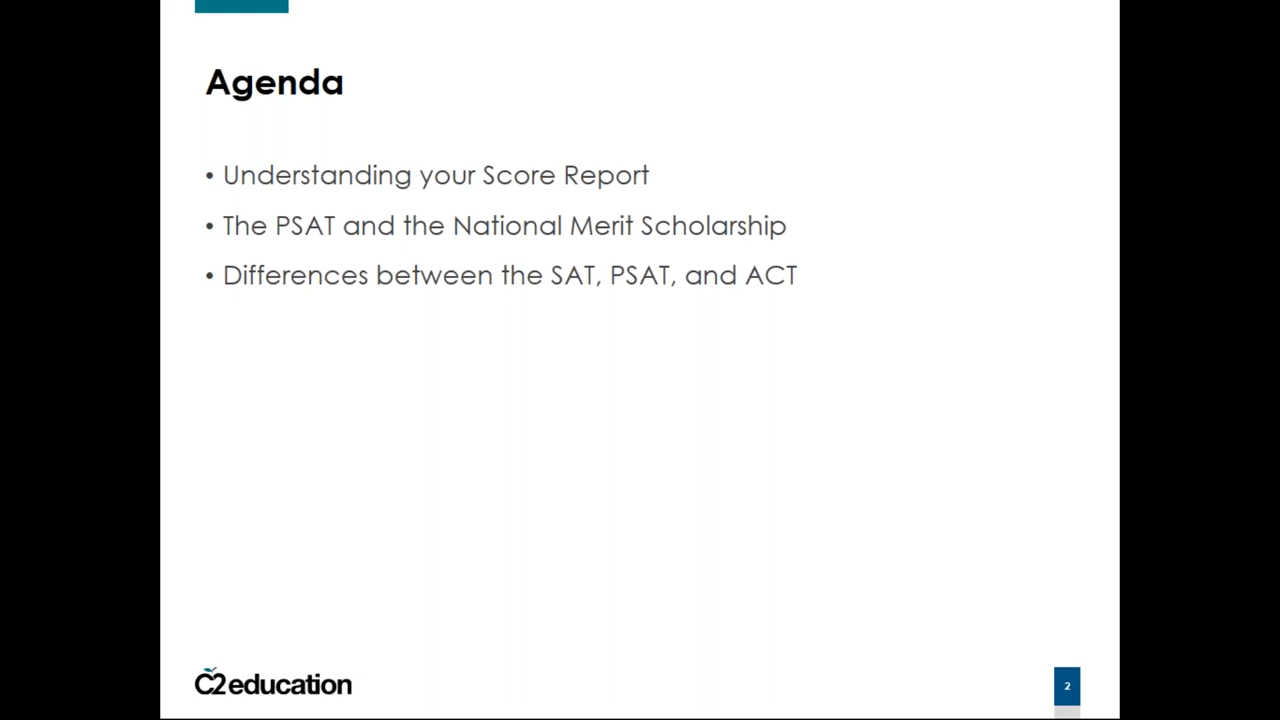 Agenda
• Understanding your Score Report
• The PSAT and the National Merit Scholarship
• Differences between the SAT, PSAT, and ACT
C2education
2